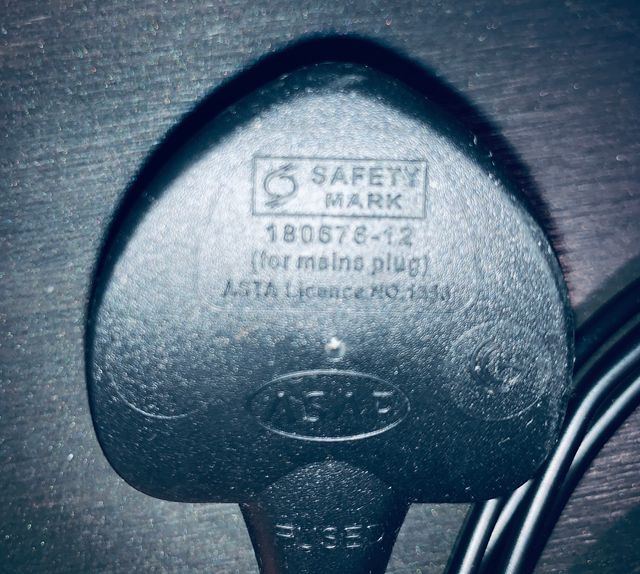 SAFETY
MARK
180676-12
(for mains plug)
ASTA Licence NO.
FUSED